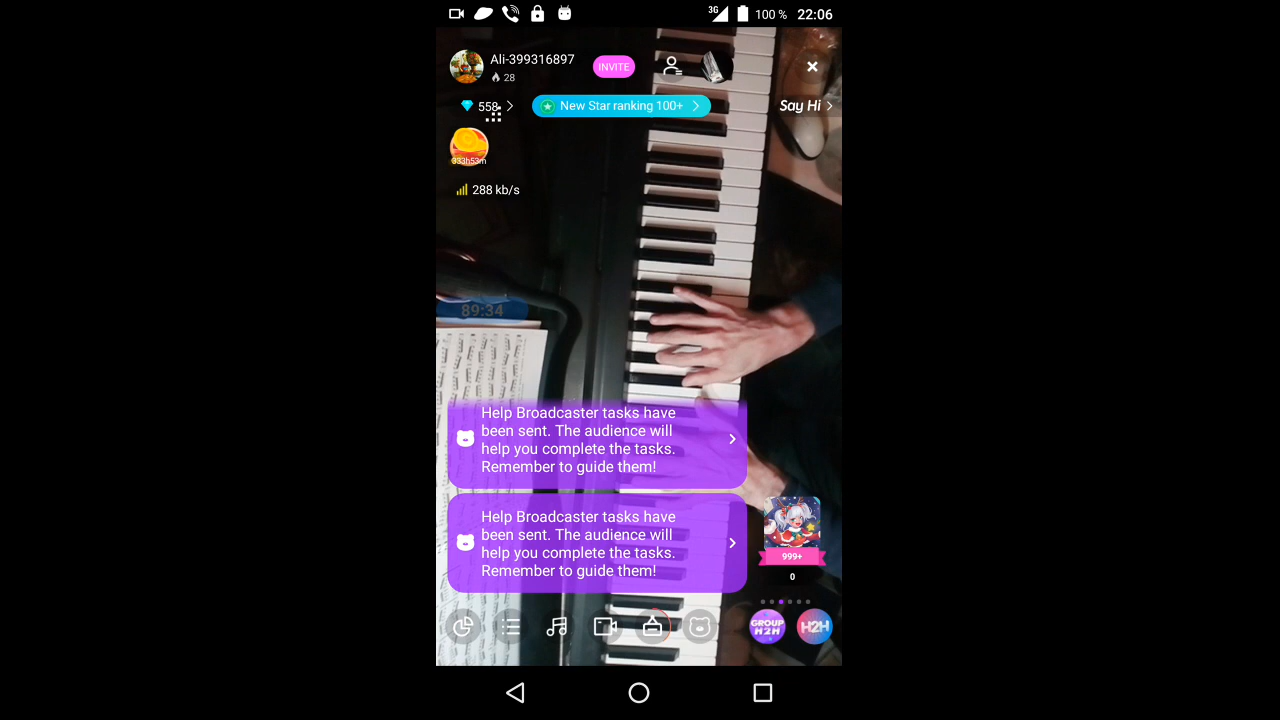 3G 100 % 22:06
Ali-399316897
28
INVITE
558
New Star ranking 100+
Say Hi
333h53m
288 kb/s
89:34
Help Broadcaster tasks have
been sent. The audience will
help you complete the tasks.
Remember to guide them!
Help Broadcaster tasks have
been sent. The audience will
help you complete the tasks.
Remember to guide them!
999+
0
GROUP
H2H
H2H